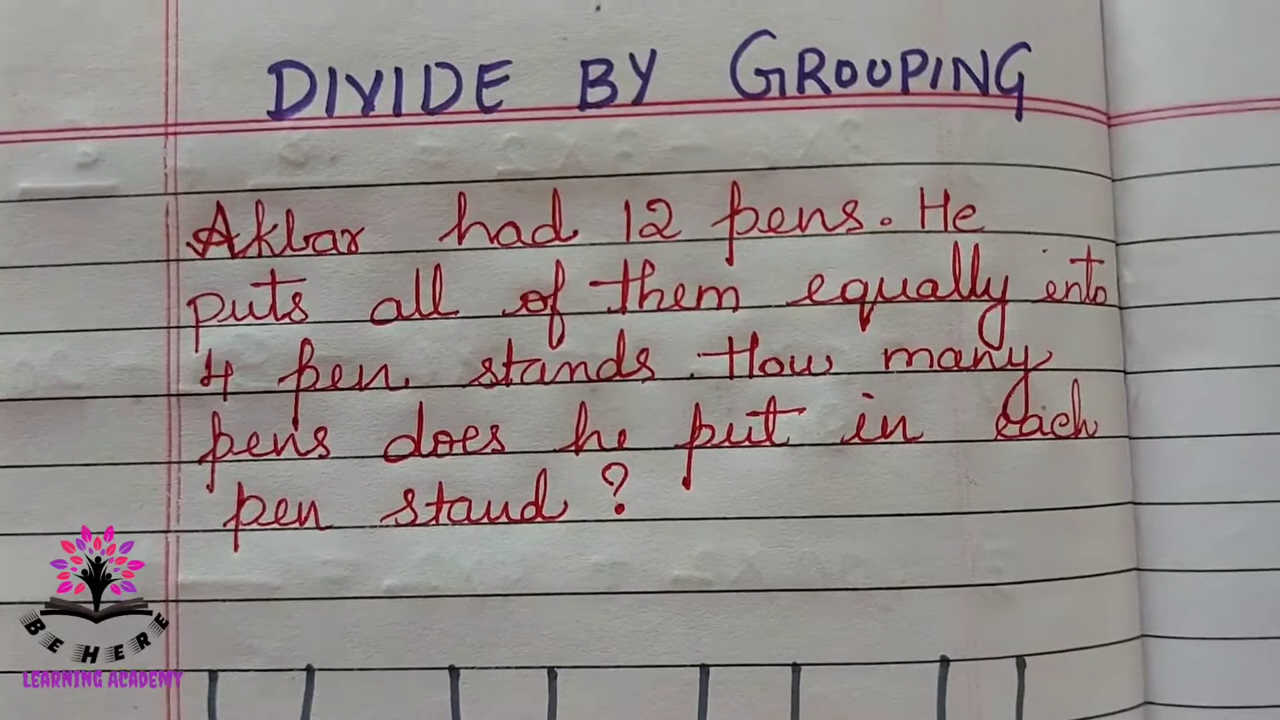 DIVIDE BY GROUPING
Akbar had 12 pens. He
puts all of them equally into
4 pen stands. How many
pens does he put in each
pen stand?
BE HERE
LEARNING ACADEMY